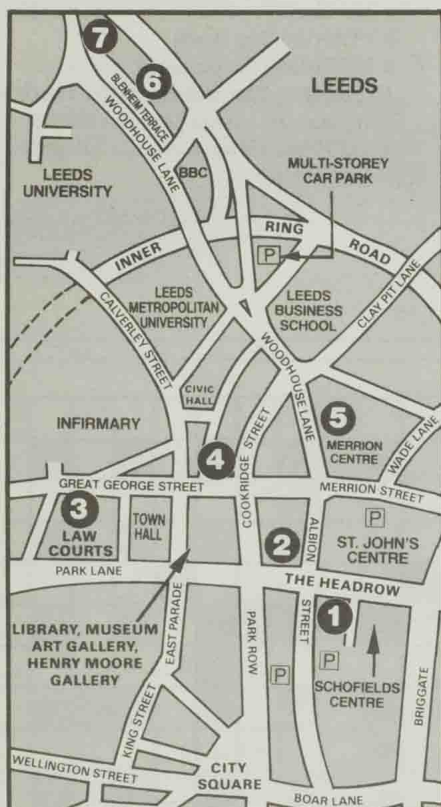 7
6
LEEDS
BLENHEIM TERRACE
WOODHOUSE LANE
BBC
LEEDS
UNIVERSITY
MULTI-STOREY
CAR PARK
INNER
RING
ROAD
P
LEEDS
METROPOLITAN
UNIVERSITY
LEEDS
BUSINESS
SCHOOL
CLAY PIT LANE
CALVERLEY STREET
WOODHOUSE LANE
CIVIC
HALL
INFIRMARY
COOKRIDGE STREET
5
MERRION
CENTRE
WADE LANE
4
GREAT GEORGE STREET
MERRION STREET
3
LAW
COURTS
TOWN
HALL
2
ALBION
STREET
P
ST. JOHN'S
CENTRE
PARK LANE
THE HEADROW
1
LIBRARY, MUSEUM
ART GALLERY,
HENRY MOORE
GALLERY
EAST PARADE
PARK ROW
P
P
SCHOFIELDS
CENTRE
BRIGGATE
KING STREET
WELLINGTON STREET
CITY
SQUARE
BOAR LANE